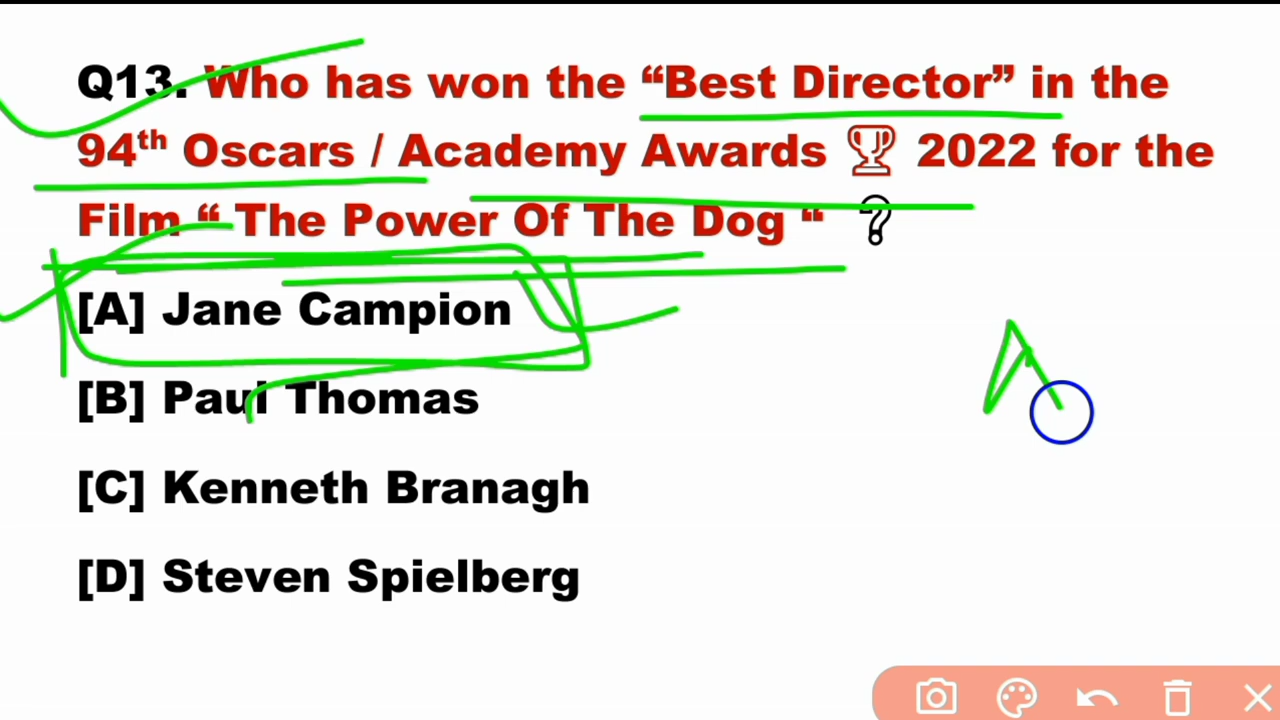 Q13. Who has won the “Best Director” in the
94th Oscars / Academy Awards 🏆 2022 for the
Film “ The Power Of The Dog “ ?
[A] Jane Campion
[B] Paul Thomas
[C] Kenneth Branagh
[D] Steven Spielberg
A